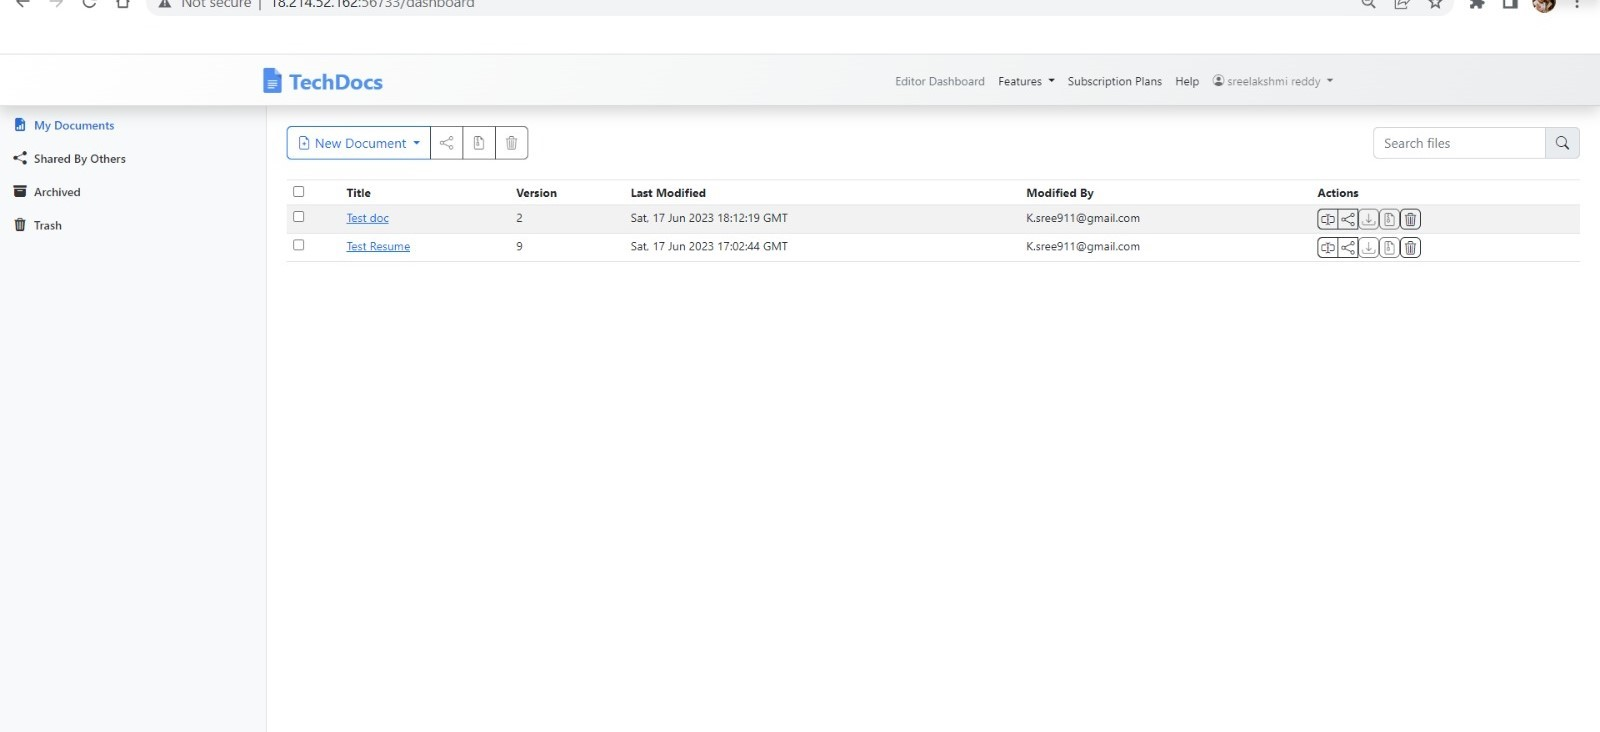 Not secure | 18.214.52.162:56733/dashboard
TechDocs
Editor Dashboard Features Subscription Plans Help sreelakshmi reddy
My Documents
Shared By Others
Archived
Trash
New Document
Search files
Title Version Last Modified Modified By Actions
Test doc 2 Sat, 17 Jun 2023 18:12:19 GMT K.sree911@gmail.com
Test Resume 9 Sat, 17 Jun 2023 17:02:44 GMT K.sree911@gmail.com